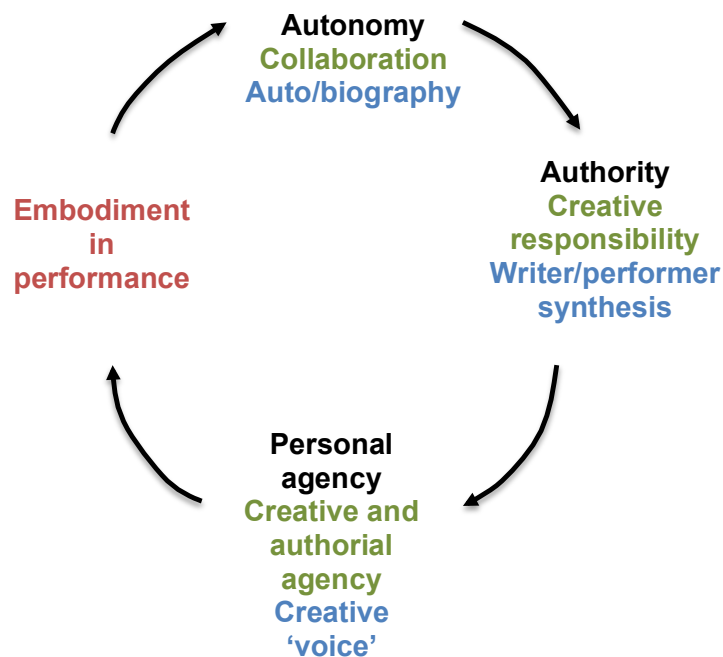 Autonomy
Collaboration
Auto/biography
Authority
Creative
responsibility
Writer/performer
synthesis
Personal
agency
Creative and
authorial
agency
Creative
‘voice’
Embodiment
in
performance